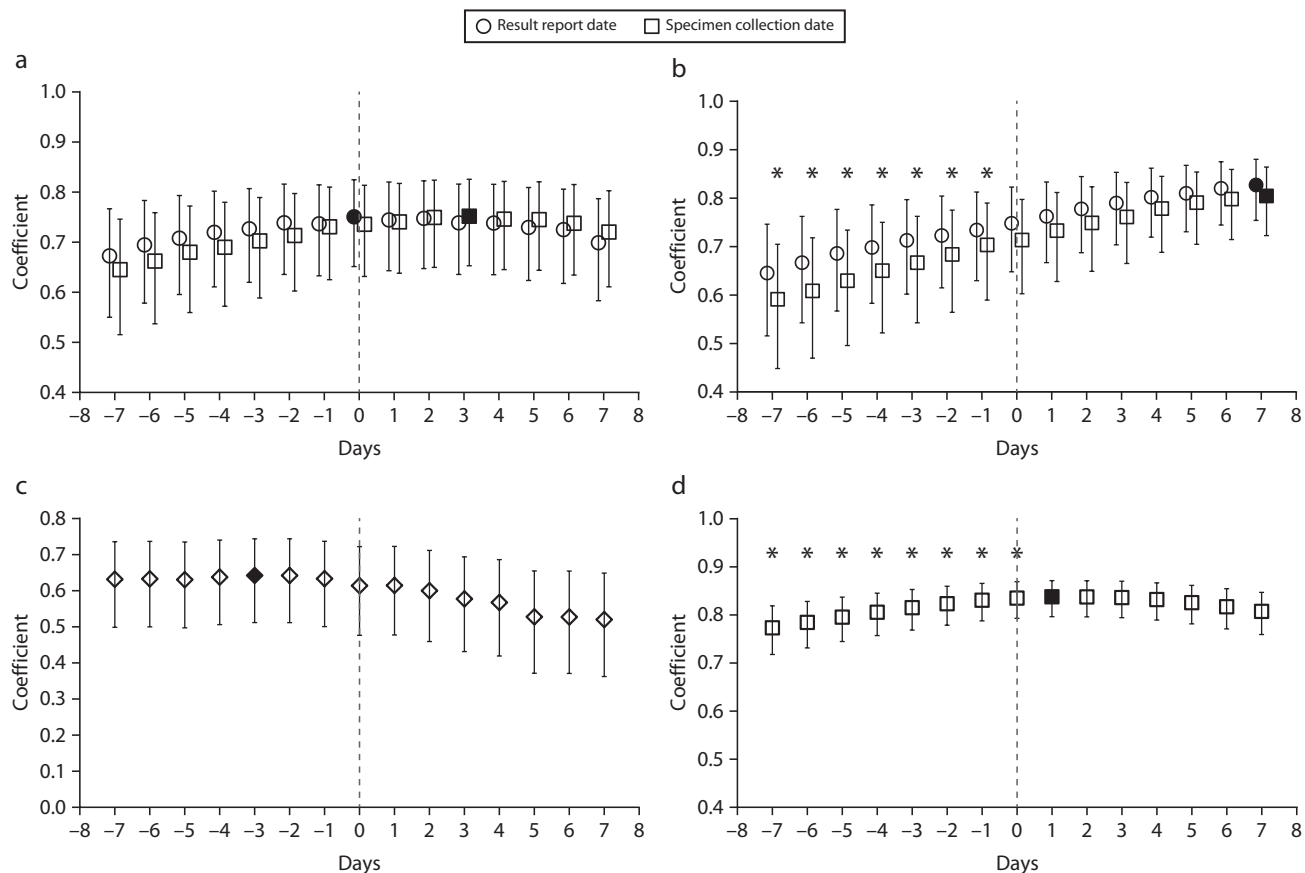 Result report date Specimen collection date
a
1.0
0.9
0.8
0.7
0.6
0.5
0.4
Coefficient
–8 –7 –6 –5 –4 –3 –2 –1 0 1 2 3 4 5 6 7 8
Days
b
1.0
0.9
0.8
0.7
0.6
0.5
0.4
Coefficient
* * * * * * *
–8 –7 –6 –5 –4 –3 –2 –1 0 1 2 3 4 5 6 7 8
Days
c
0.8
0.7
0.6
0.5
0.4
0.3
0.2
0.1
0.0
Coefficient
–8 –7 –6 –5 –4 –3 –2 –1 0 1 2 3 4 5 6 7 8
Days
d
1.0
0.9
0.8
0.7
0.6
0.5
0.4
Coefficient
* * * * * * * *
–8 –7 –6 –5 –4 –3 –2 –1 0 1 2 3 4 5 6 7 8
Days